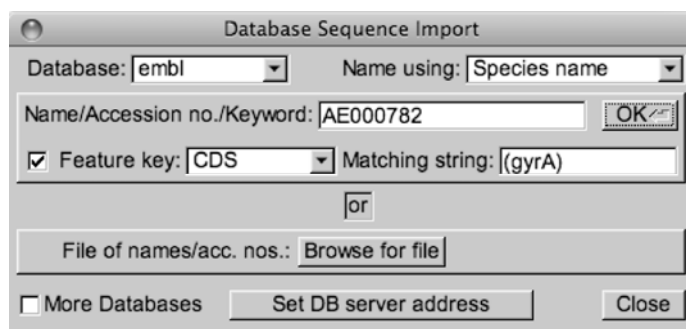 Database Sequence Import
Database: embl Name using: Species name
Name/Accession no./Keyword: AE000782 OK
Feature key: CDS Matching string: (gyrA)
or
File of names/acc. nos.: Browse for file
More Databases Set DB server address Close